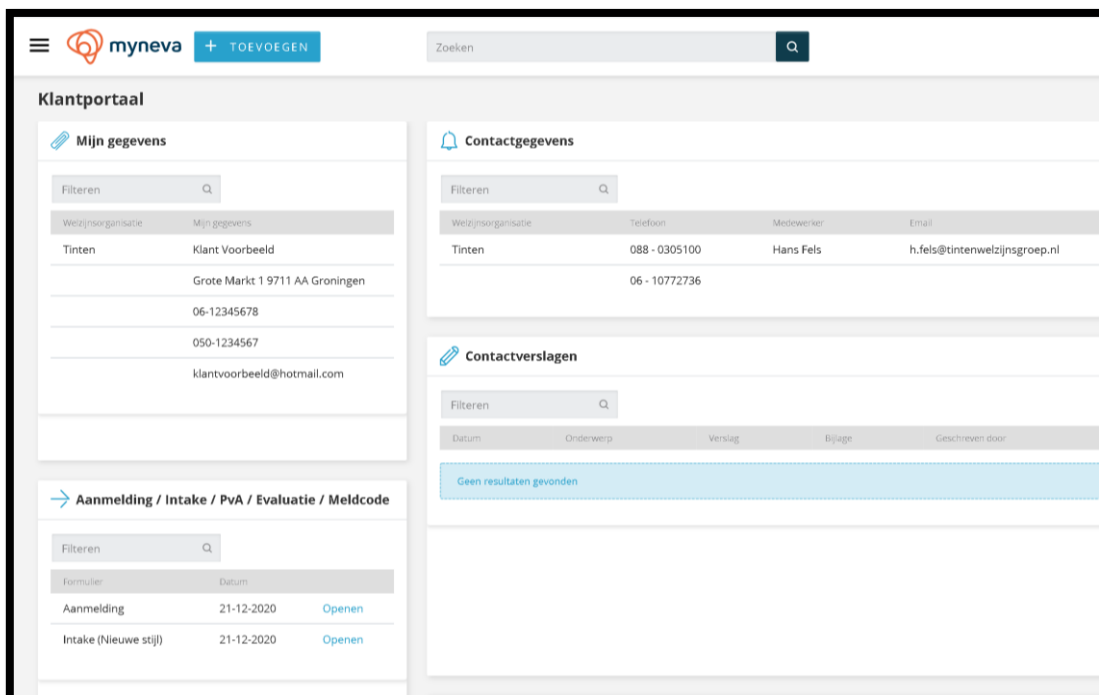 myneva
+ TOEVOEGEN
Zoeken
Klantportaal
Mijn gegevens
Filteren
Welzijnsorganisatie Mijn gegevens
Tinten Klant Voorbeeld
Grote Markt 1 9711 AA Groningen
06-12345678
050-1234567
klantvoorbeeld@hotmail.com
Aanmelding / Intake / PvA / Evaluatie / Meldcode
Filteren
Formulier Datum
Aanmelding 21-12-2020 Openen
Intake (Nieuwe stijl) 21-12-2020 Openen
Contactgegevens
Filteren
Welzijnsorganisatie Telefoon Medewerker Email
Tinten 088 - 0305100 Hans Fels h.fels@tintenwelzijnsgroep.nl
06 - 10772736
Contactverslagen
Filteren
Datum Onderwerp Verslag Bijlage Geschreven door
Geen resultaten gevonden